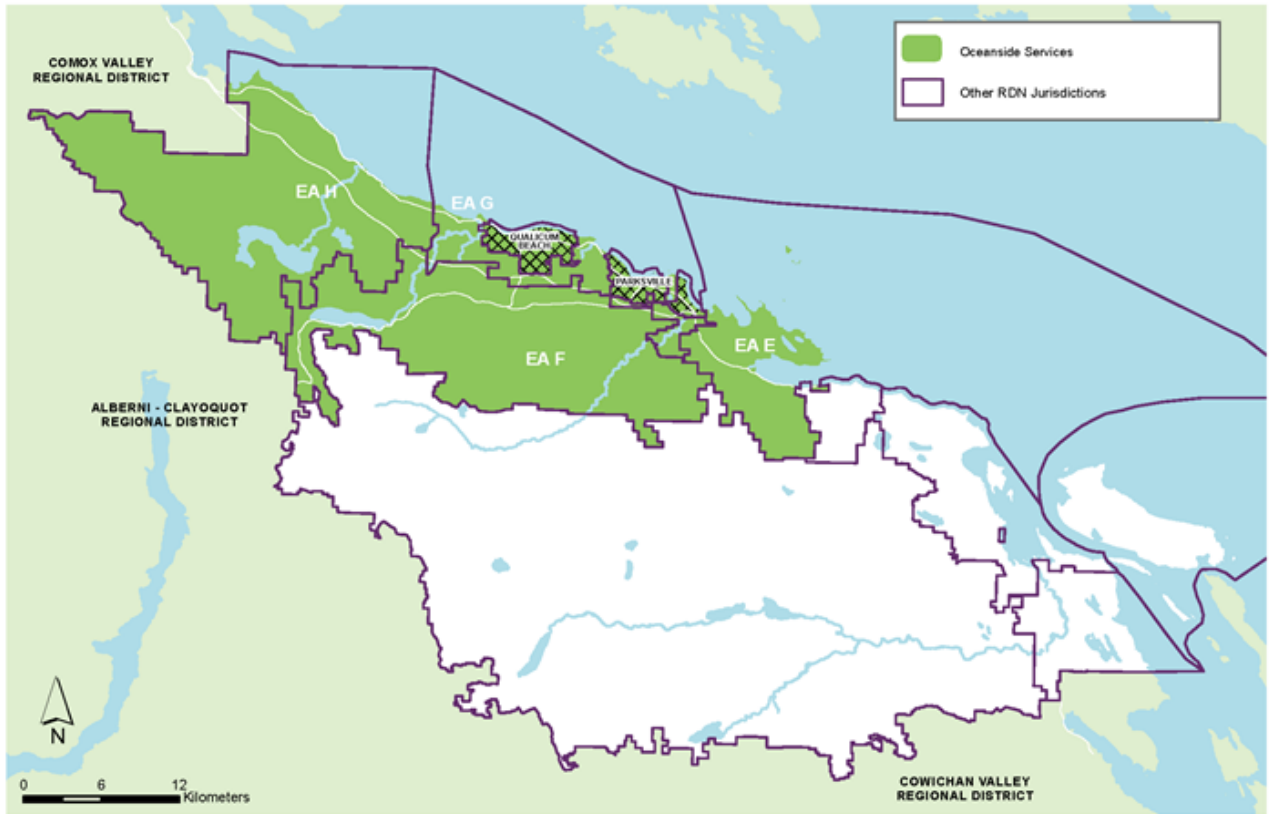 COMOX VALLEY
REGIONAL DISTRICT
Oceanside Services
Other RDN Jurisdictions
EA H
EA G
QUALICUM
BEACH
PARKSVILLE
EA F
EA E
ALBERNI - CLAYOQUOT
REGIONAL DISTRICT
N
0 6 12
Kilometers
COWICHAN VALLEY
REGIONAL DISTRICT